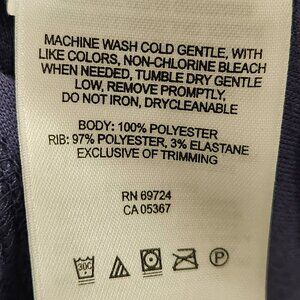 MACHINE WASH COLD GENTLE, WITH
LIKE COLORS, NON-CHLORINE BLEACH
WHEN NEEDED, TUMBLE DRY GENTLE
LOW, REMOVE PROMPTLY,
DO NOT IRON, DRYCLEANABLE
BODY: 100% POLYESTER
RIB: 97% POLYESTER, 3% ELASTANE
EXCLUSIVE OF TRIMMING
RN 69724
CA 05367
30C P